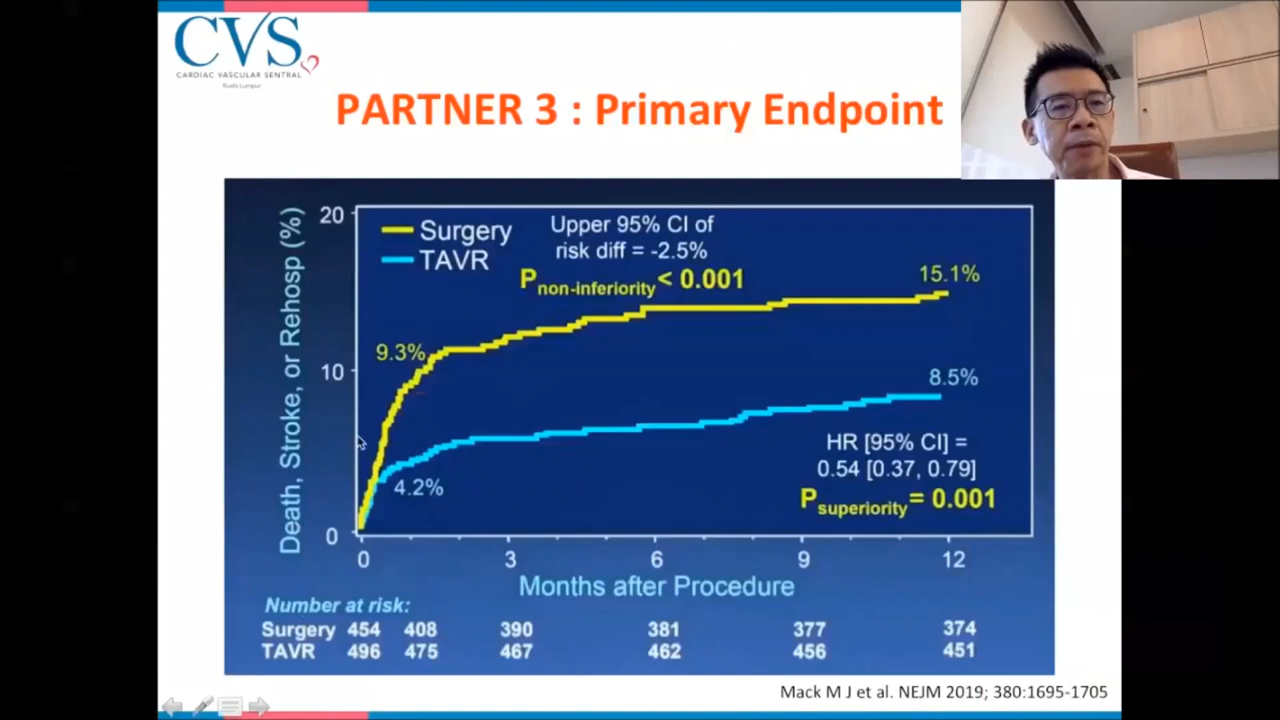 CVS
CARDIAC VASCULAR SENTRAL
Kuala Lumpur
PARTNER 3 : Primary Endpoint
Death, Stroke, or Rehosp (%)
20
10
0
Surgery
TAVR
Upper 95% CI of
risk diff = -2.5%
P non-inferiority < 0.001
15.1%
9.3%
8.5%
4.2%
HR [95% CI] =
0.54 [0.37, 0.79]
P superiority = 0.001
0 3 6 9 12
Months after Procedure
Number at risk:
Surgery 454 408 390 381 377 374
TAVR 496 475 467 462 456 451
Mack M J et al. NEJM 2019; 380:1695-1705